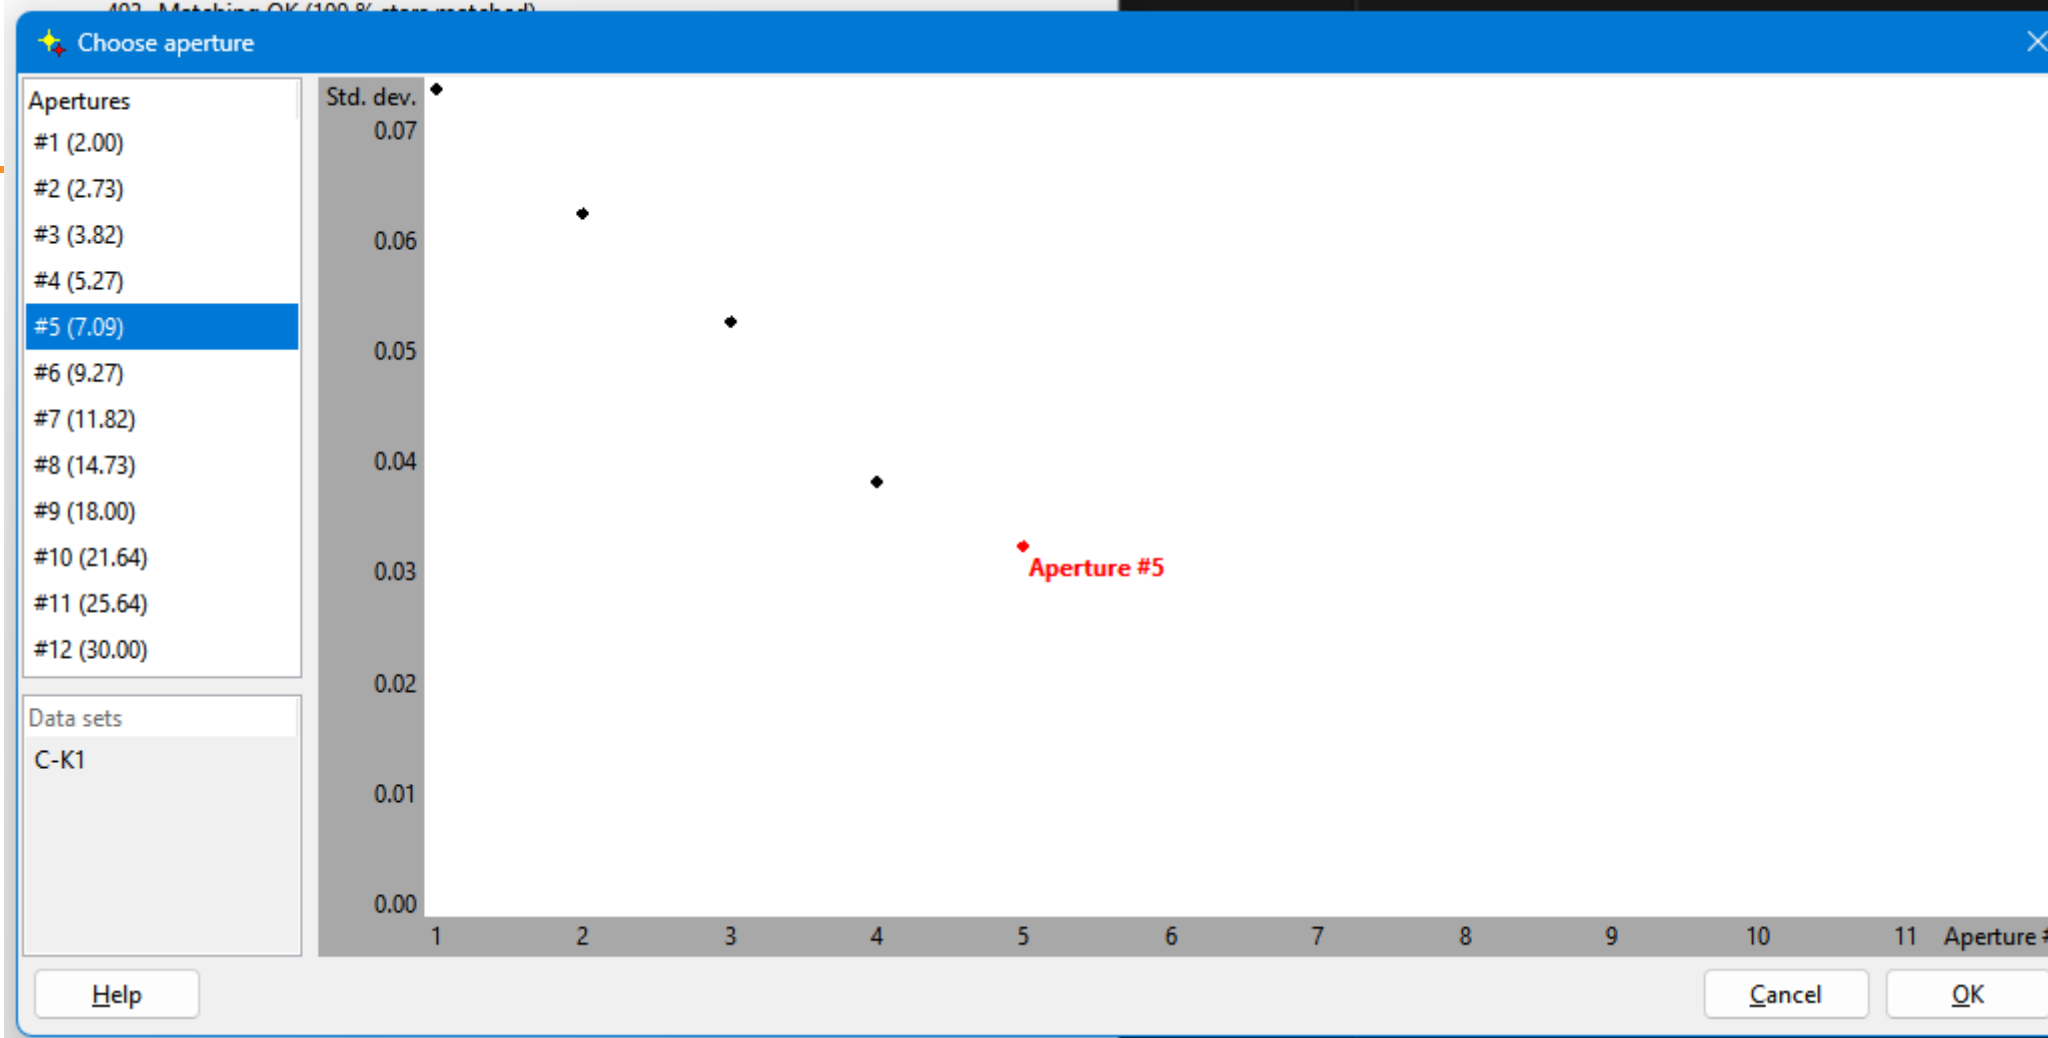 Choose aperture
Apertures
#1 (2.00)
#2 (2.73)
#3 (3.82)
#4 (5.27)
#5 (7.09)
#6 (9.27)
#7 (11.82)
#8 (14.73)
#9 (18.00)
#10 (21.64)
#11 (25.64)
#12 (30.00)
Data sets
C-K1
Std. dev.
0.07
0.06
0.05
0.04
0.03
0.02
0.01
0.00
Aperture #5
1 2 3 4 5 6 7 8 9 10 11 Aperture #
Help
Cancel
OK